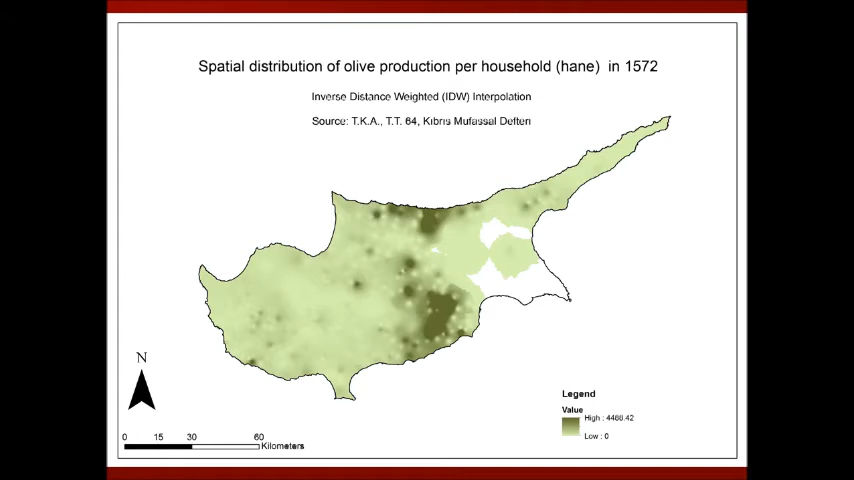 Spatial distribution of olive production per household (hane) in 1572
Inverse Distance Weighted (IDW) Interpolation
Source: T.K.A., T.T. 64, Kıbrıs Mufassal Defteri
N
0 15 30 60
Kilometers
Legend
Value
High : 4488.42
Low : 0